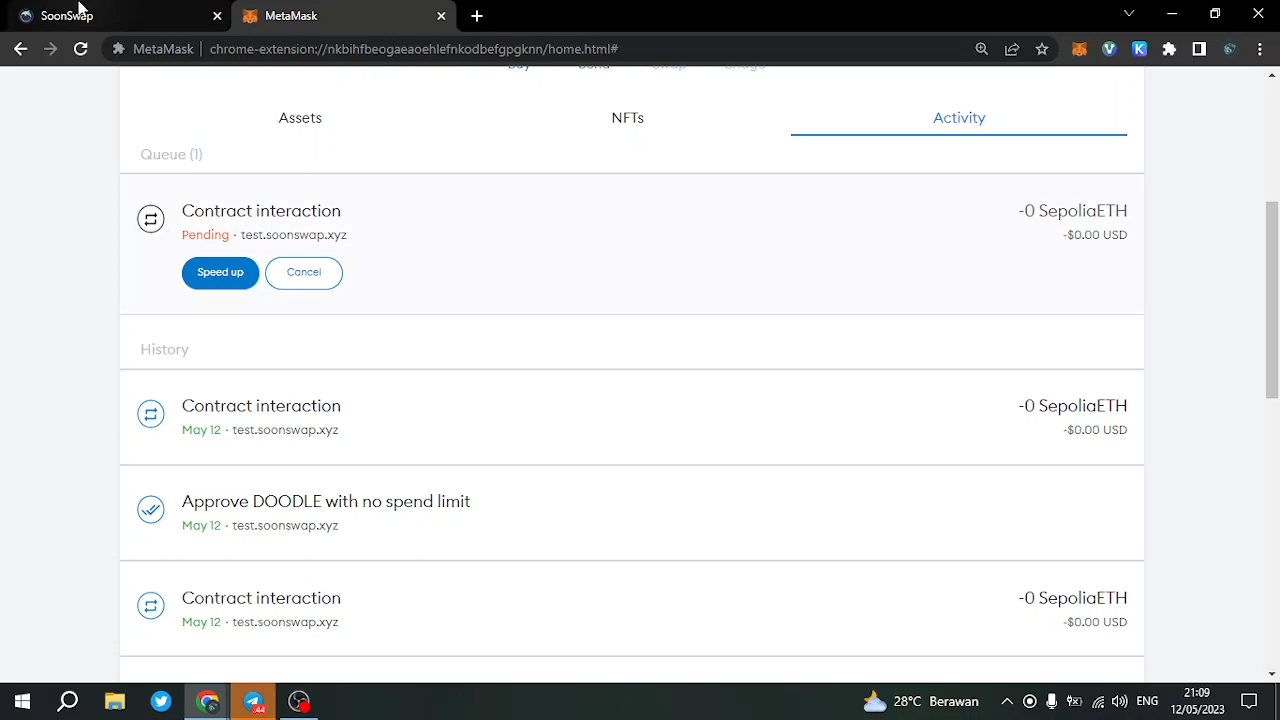 SoonSwap
MetaMask
MetaMask
chrome-extension://nkbihfbeogaeaoehlefnkodbefgpgknn/home.html#
Buy Send Swap Bridge
Assets NFTs Activity
Queue (1)
Contract interaction -0 SepoliaETH
Pending · test.soonswap.xyz -$0.00 USD
Speed up Cancel
History
Contract interaction -0 SepoliaETH
May 12 · test.soonswap.xyz -$0.00 USD
Approve DOODLE with no spend limit
May 12 · test.soonswap.xyz
Contract interaction -0 SepoliaETH
May 12 · test.soonswap.xyz -$0.00 USD
44
28°C Berawan ENG
21:09
12/05/2023